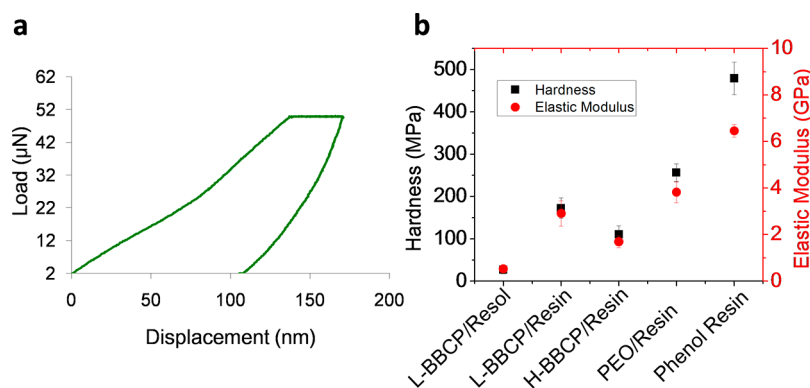 a
62
52
42
32
22
12
2
Load (µN)
0
50
100
150
200
Displacement (nm)
b
500
400
300
200
100
0
Hardness (MPa)
Hardness
Elastic Modulus
10
8
6
4
2
0
Elastic Modulus (GPa)
L-BBCP/Resol
L-BBCP/Resin
H-BBCP/Resin
PEO/Resin
Phenol Resin